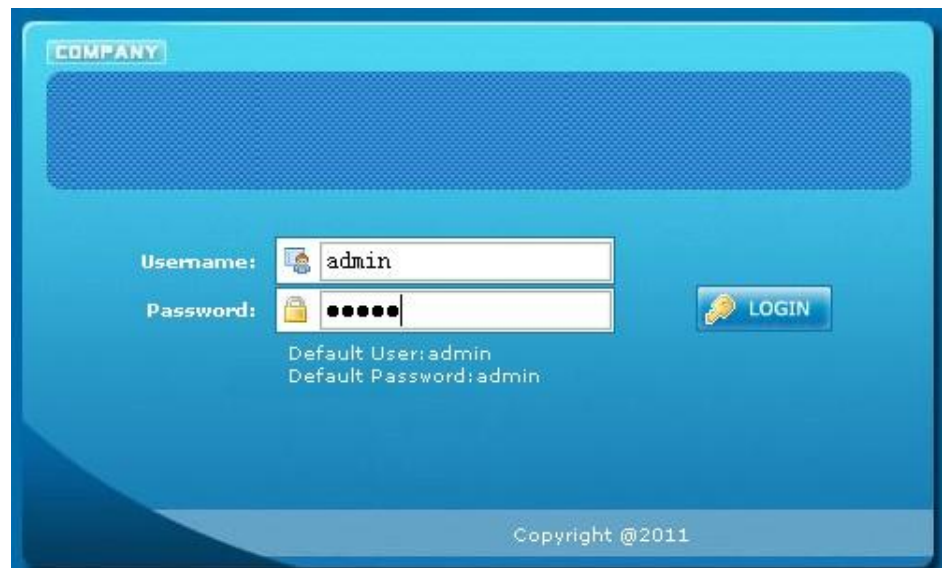 COMPANY
Username: admin
Password: ●●●●●
LOGIN
Default User:admin
Default Password:admin
Copyright @2011